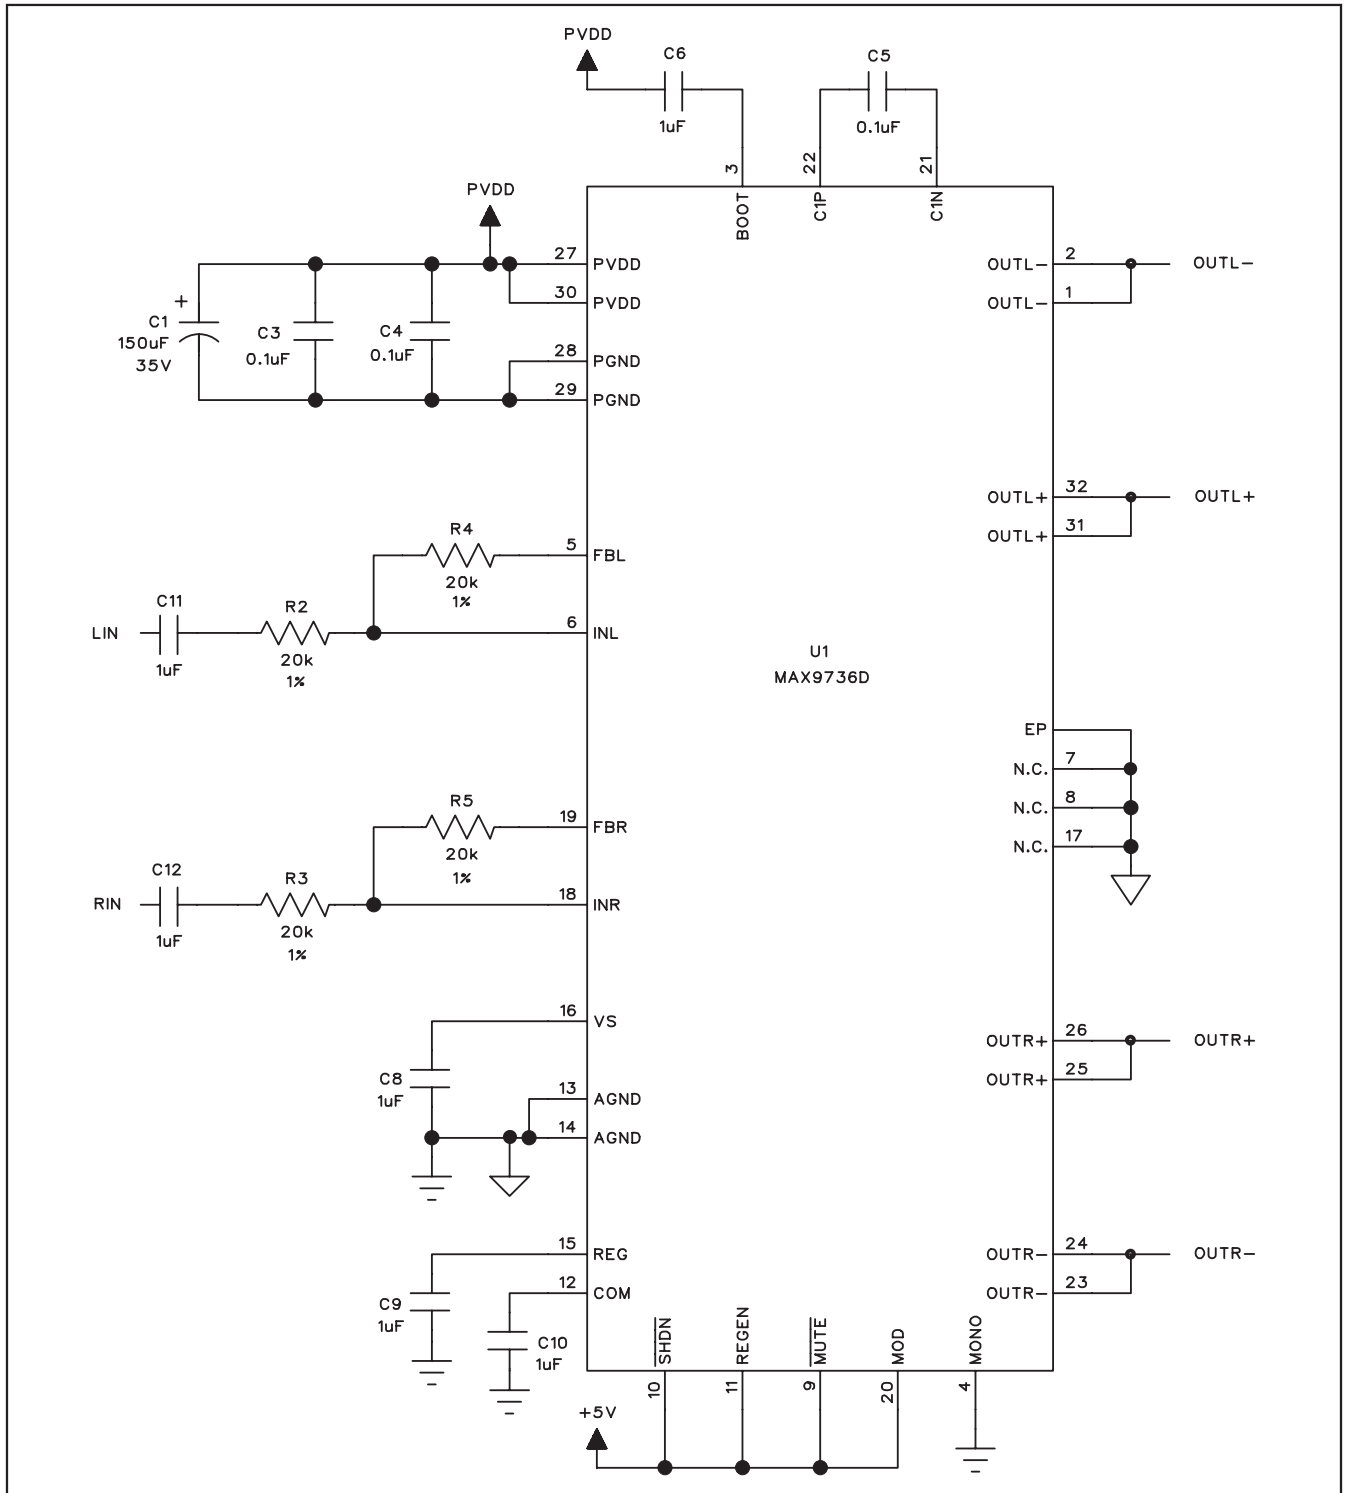 PVDD
C6
1uF
C5
0.1uF
3
22
21
BOOT
C1P
C1N
PVDD
27
PVDD
30
PVDD
28
PGND
29
PGND
+
C1
150uF
35V
C3
0.1uF
C4
0.1uF
OUTL−
2
OUTL−
OUTL−
1
OUTL+
32
OUTL+
OUTL+
31
R4
20k
1%
5
FBL
LIN
C11
1uF
R2
20k
1%
6
INL
U1
MAX9736D
EP
N.C.
7
N.C.
8
N.C.
17
R5
20k
1%
19
FBR
RIN
C12
1uF
R3
20k
1%
18
INR
16
VS
C8
1uF
13
AGND
14
AGND
OUTR+
26
OUTR+
OUTR+
25
15
REG
12
COM
C9
1uF
C10
1uF
OUTR−
24
OUTR−
OUTR−
23
SHDN
REGEN
MUTE
MOD
MONO
10
11
9
20
4
+5V